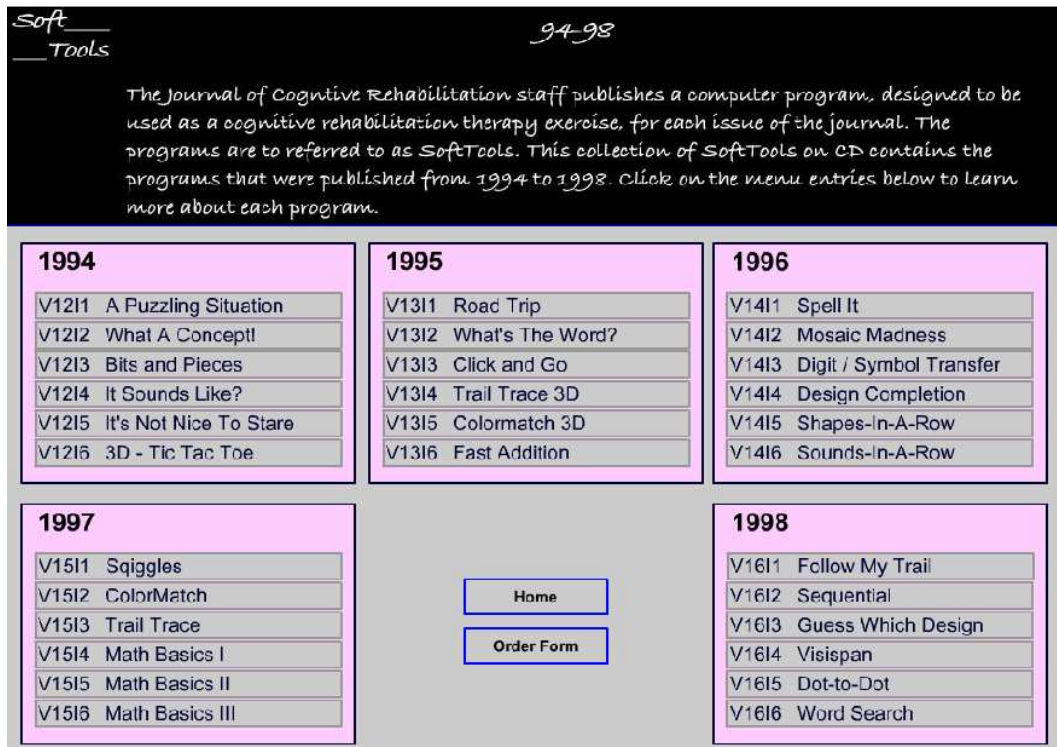 Soft____
___Tools
94-98
The Journal of Cogntive Rehabilitation staff publishes a computer program, designed to be
used as a cognitive rehabilitation therapy exercise, for each issue of the journal. The
programs are to referred to as SoftTools. This collection of SoftTools on CD contains the
programs that were published from 1994 to 1998. Click on the menu entries below to learn
more about each program.
1994
V12I1 A Puzzling Situation
V12I2 What A Concept!
V12I3 Bits and Pieces
V12I4 It Sounds Like?
V12I5 It's Not Nice To Stare
V12I6 3D - Tic Tac Toe
1995
V13I1 Road Trip
V13I2 What's The Word?
V13I3 Click and Go
V13I4 Trail Trace 3D
V13I5 Colormatch 3D
V13I6 Fast Addition
1996
V14I1 Spell It
V14I2 Mosaic Madness
V14I3 Digit / Symbol Transfer
V14I4 Design Completion
V14I5 Shapes-In-A-Row
V14I6 Sounds-In-A-Row
1997
V15I1 Sqiggles
V15I2 ColorMatch
V15I3 Trail Trace
V15I4 Math Basics I
V15I5 Math Basics II
V15I6 Math Basics III
Home
Order Form
1998
V16I1 Follow My Trail
V16I2 Sequential
V16I3 Guess Which Design
V16I4 Visispan
V16I5 Dot-to-Dot
V16I6 Word Search